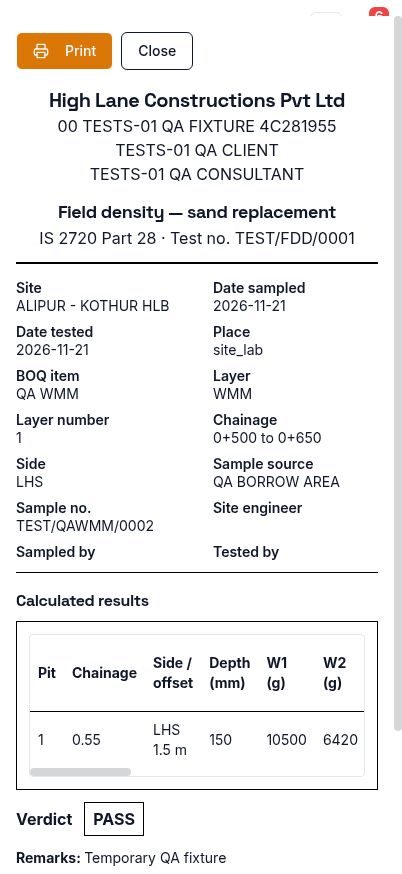 Print Close
High Lane Constructions Pvt Ltd
00 TESTS-01 QA FIXTURE 4C281955
TESTS-01 QA CLIENT
TESTS-01 QA CONSULTANT
Field density — sand replacement
IS 2720 Part 28 · Test no. TEST/FDD/0001
Site Date sampled
ALIPUR - KOTHUR HLB 2026-11-21
Date tested Place
2026-11-21 site_lab
BOQ item Layer
QA WMM WMM
Layer number Chainage
1 0+500 to 0+650
Side Sample source
LHS QA BORROW AREA
Sample no. Site engineer
TEST/QAWMM/0002
Sampled by Tested by
Calculated results
Pit Chainage Side / offset Depth (mm) W1 (g) W2 (g)
1 0.55 LHS 1.5 m 150 10500 6420
Verdict PASS
Remarks: Temporary QA fixture